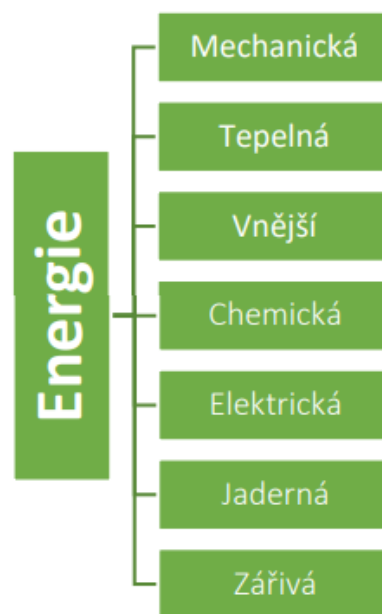 Energie
Mechanická
Tepelná
Vnější
Chemická
Elektrická
Jaderná
Zářivá